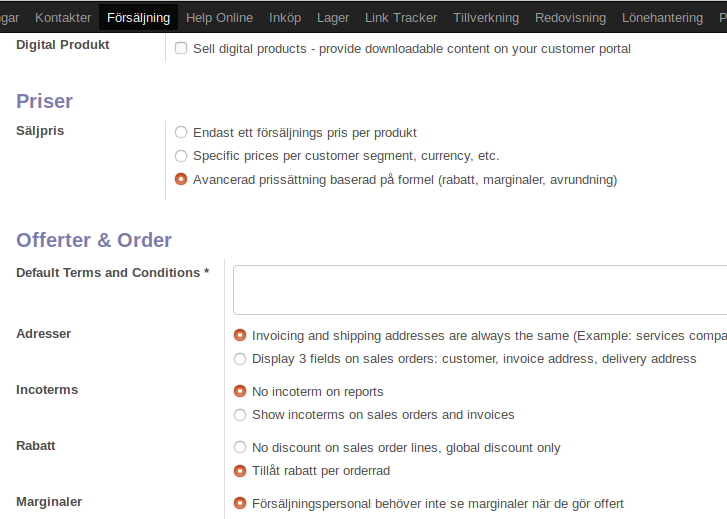 gar Kontakter Försäljning Help Online Inköp Lager Link Tracker Tillverkning Redovisning Lönehantering P
Digital Produkt Sell digital products - provide downloadable content on your customer portal
Priser
Säljpris Endast ett försäljnings pris per produkt
Specific prices per customer segment, currency, etc.
Avancerad prissättning baserad på formel (rabatt, marginaler, avrundning)
Offerter & Order
Default Terms and Conditions *
Adresser Invoicing and shipping addresses are always the same (Example: services compa
Display 3 fields on sales orders: customer, invoice address, delivery address
Incoterms No incoterm on reports
Show incoterms on sales orders and invoices
Rabatt No discount on sales order lines, global discount only
Tillåt rabatt per orderrad
Marginaler Försäljningspersonal behöver inte se marginaler när de gör offert